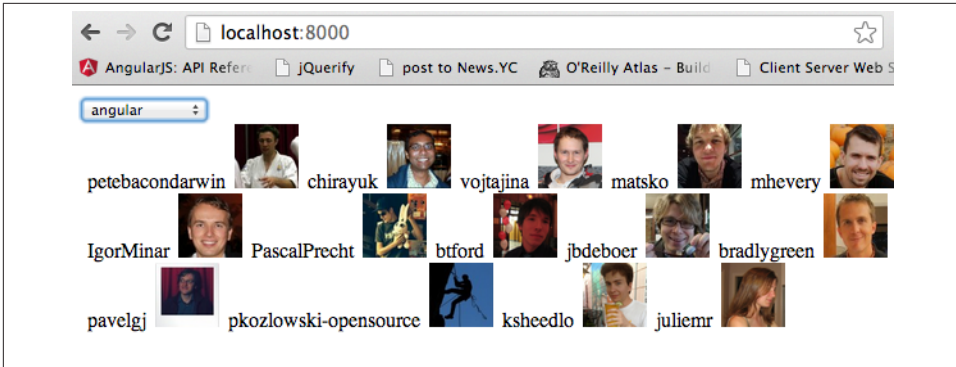 localhost:8000
AngularJS: API Refere jQuerify post to News.YC O'Reilly Atlas – Build Client Server Web S
angular
petebacondarwin chirayuk vojtajina matsko mhevery
IgorMinar PascalPrecht btford jbdeboer bradlygreen
pavelgj pkozlowski-opensource ksheedlo juliemr